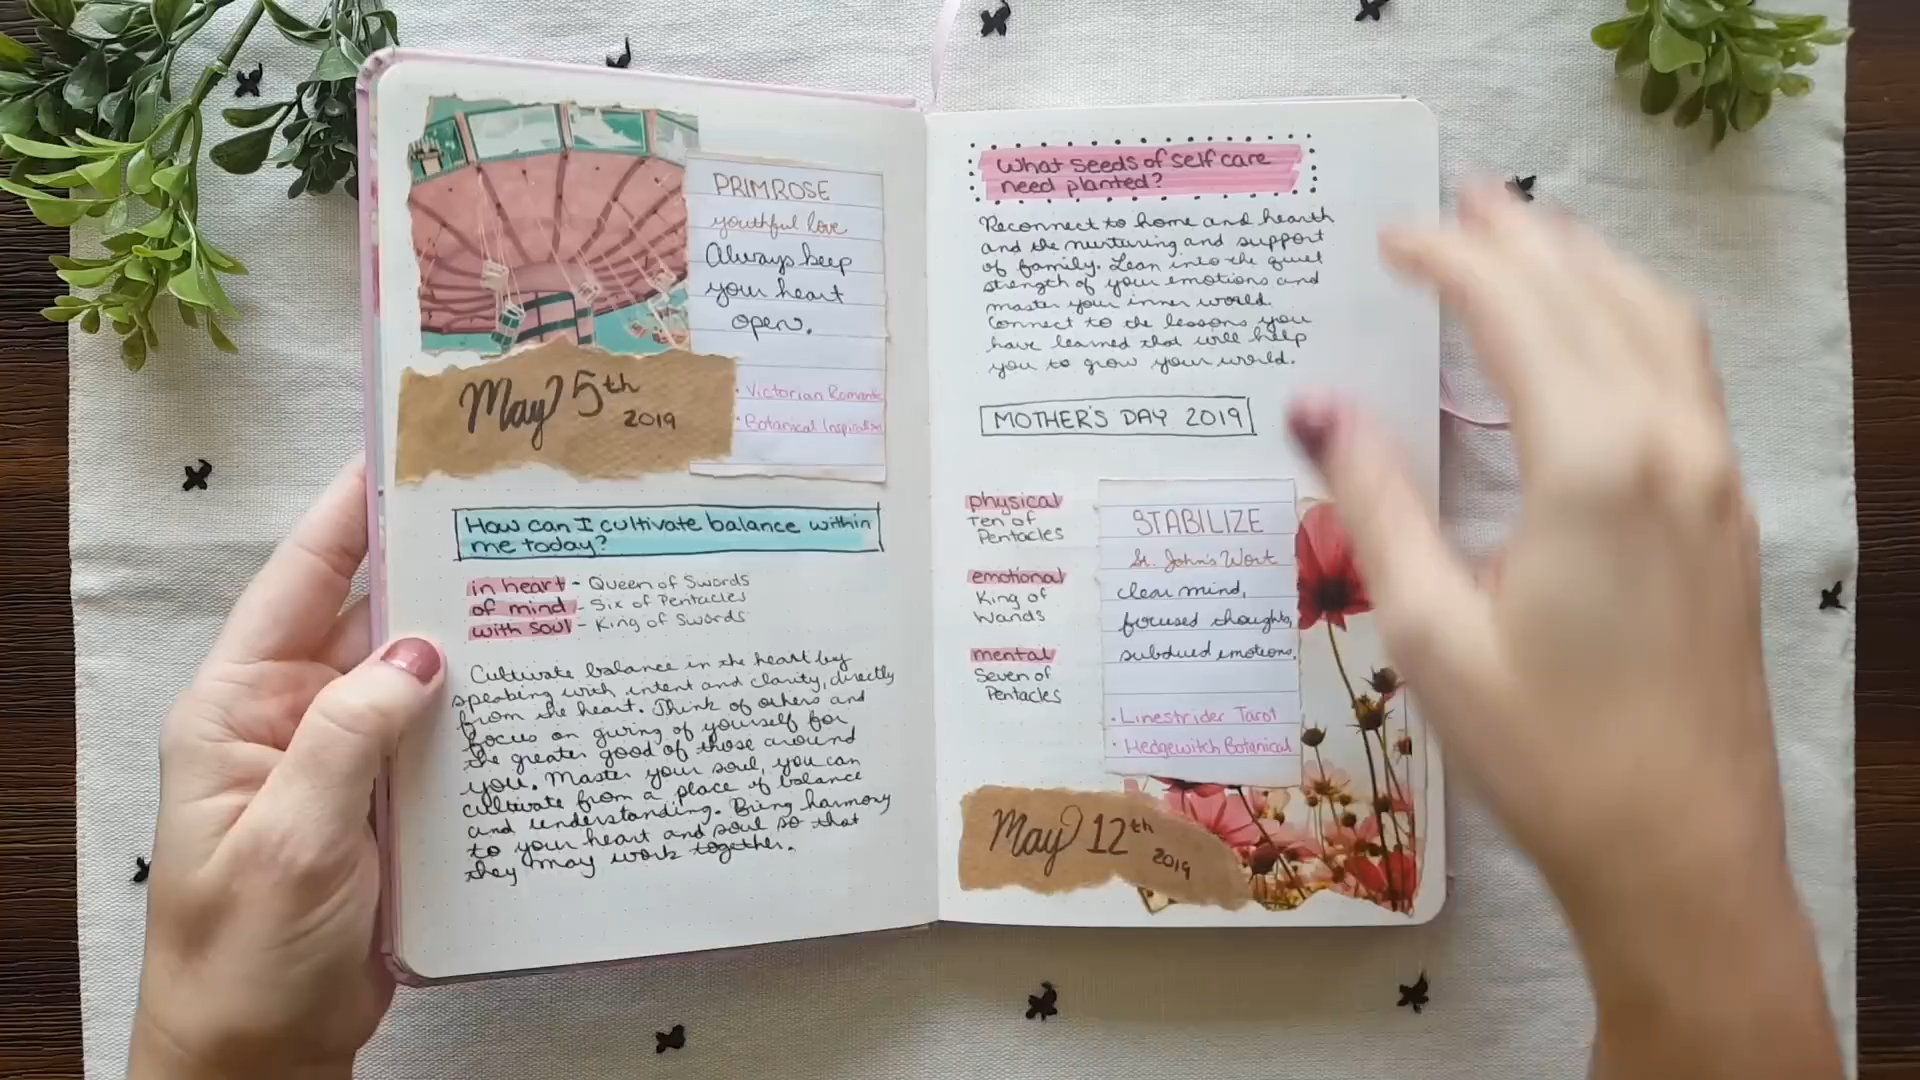 PRIMROSE
youthful love
Always keep
your heart
open.
• Victorian Romantic
• Botanical Inspiration
May 5th
2019
How can I cultivate balance within
me today?
in heart - Queen of Swords
of mind - Six of Pentacles
with soul - King of Swords
Cultivate balance in the heart by
speaking with intent and clarity, directly
from the heart. Think of others and
focus on giving of yourself for
the greater good of those around
you. Master your soul, you can
cultivate from a place of balance
and understanding. Bring harmony
to your heart and soul so that
they may work together.
What seeds of self care
need planted?
Reconnect to home and hearth
and the nurturing and support
of family. Lean into the quiet
strength of your emotions and
master your inner world.
Connect to the lessons you
have learned that will help
you to grow your world.
MOTHER'S DAY 2019
physical
Ten of
Pentacles
emotional
King of
Wands
mental
Seven of
Pentacles
STABILIZE
St. John's Wort
clear mind,
focused thoughts,
subdued emotions.
• Linestrider Tarot
• Hedgewitch Botanical
May 12th
2019